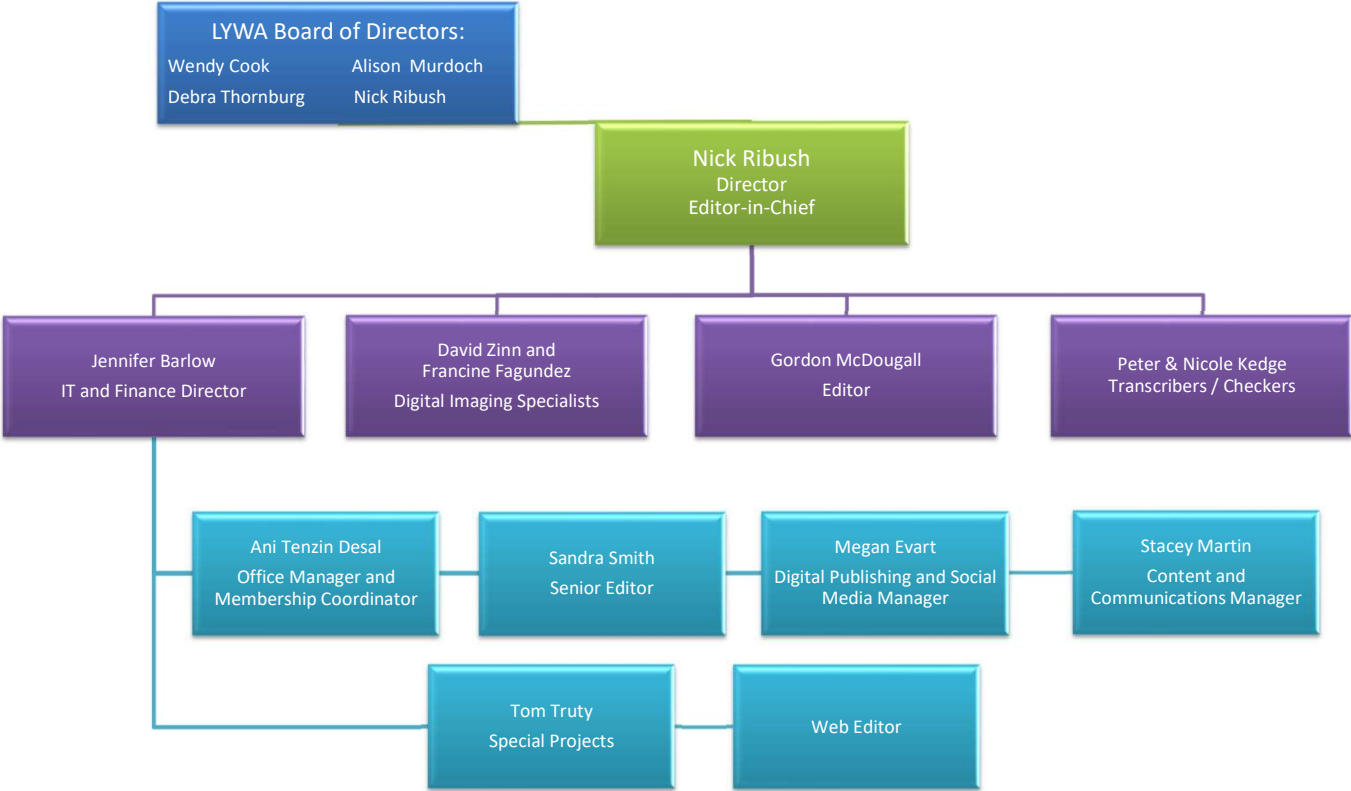 LYWA Board of Directors:
Wendy Cook Alison Murdoch
Debra Thornburg Nick Ribush
Nick Ribush
Director
Editor-in-Chief
Jennifer Barlow
IT and Finance Director
David Zinn and
Francine Fagundez
Digital Imaging Specialists
Gordon McDougall
Editor
Peter & Nicole Kedge
Transcribers / Checkers
Ani Tenzin Desal
Office Manager and
Membership Coordinator
Sandra Smith
Senior Editor
Megan Evart
Digital Publishing and Social
Media Manager
Stacey Martin
Content and
Communications Manager
Tom Truty
Special Projects
Web Editor